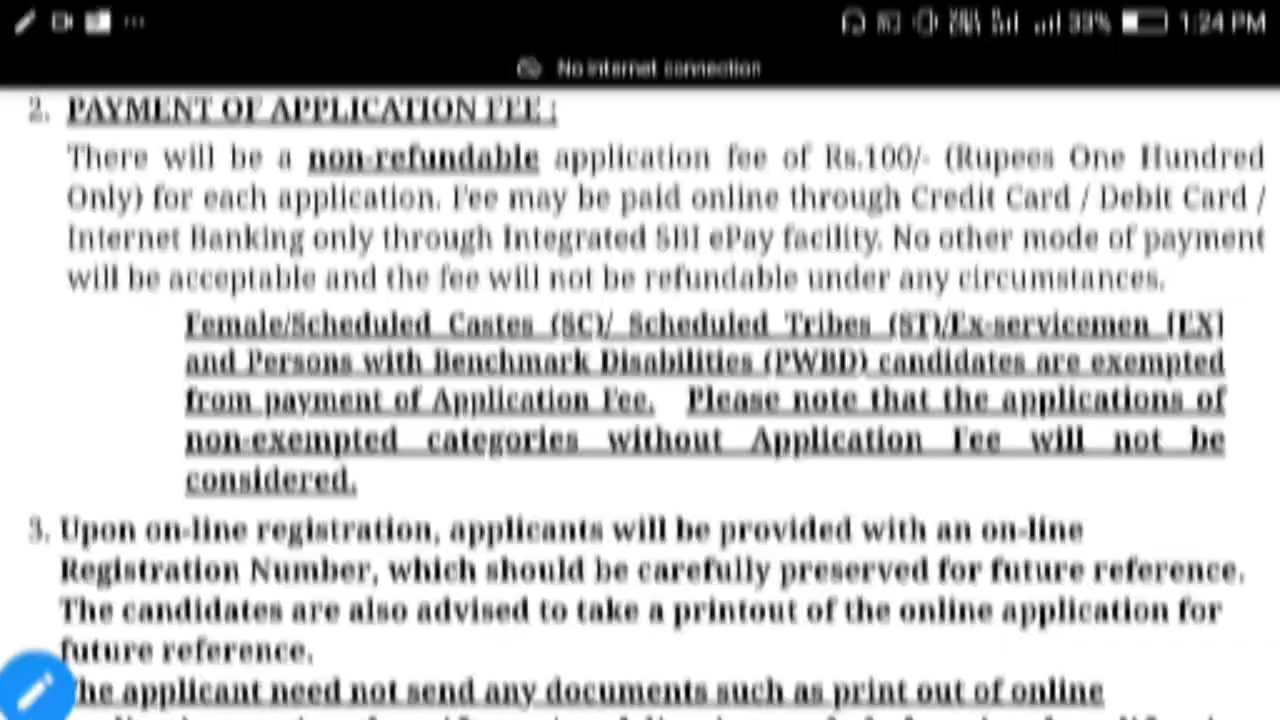 33% 1:24 PM
No internet connection
2. PAYMENT OF APPLICATION FEE :
There will be a non-refundable application fee of Rs.100/- (Rupees One Hundred
Only) for each application. Fee may be paid online through Credit Card / Debit Card /
Internet Banking only through Integrated SBI ePay facility. No other mode of payment
will be acceptable and the fee will not be refundable under any circumstances.
Female/Scheduled Castes (SC)/ Scheduled Tribes (ST)/Ex-servicemen [EX]
and Persons with Benchmark Disabilities (PWBD) candidates are exempted
from payment of Application Fee. Please note that the applications of
non-exempted categories without Application Fee will not be
considered.
3. Upon on-line registration, applicants will be provided with an on-line
Registration Number, which should be carefully preserved for future reference.
The candidates are also advised to take a printout of the online application for
future reference.
he applicant need not send any documents such as print out of online